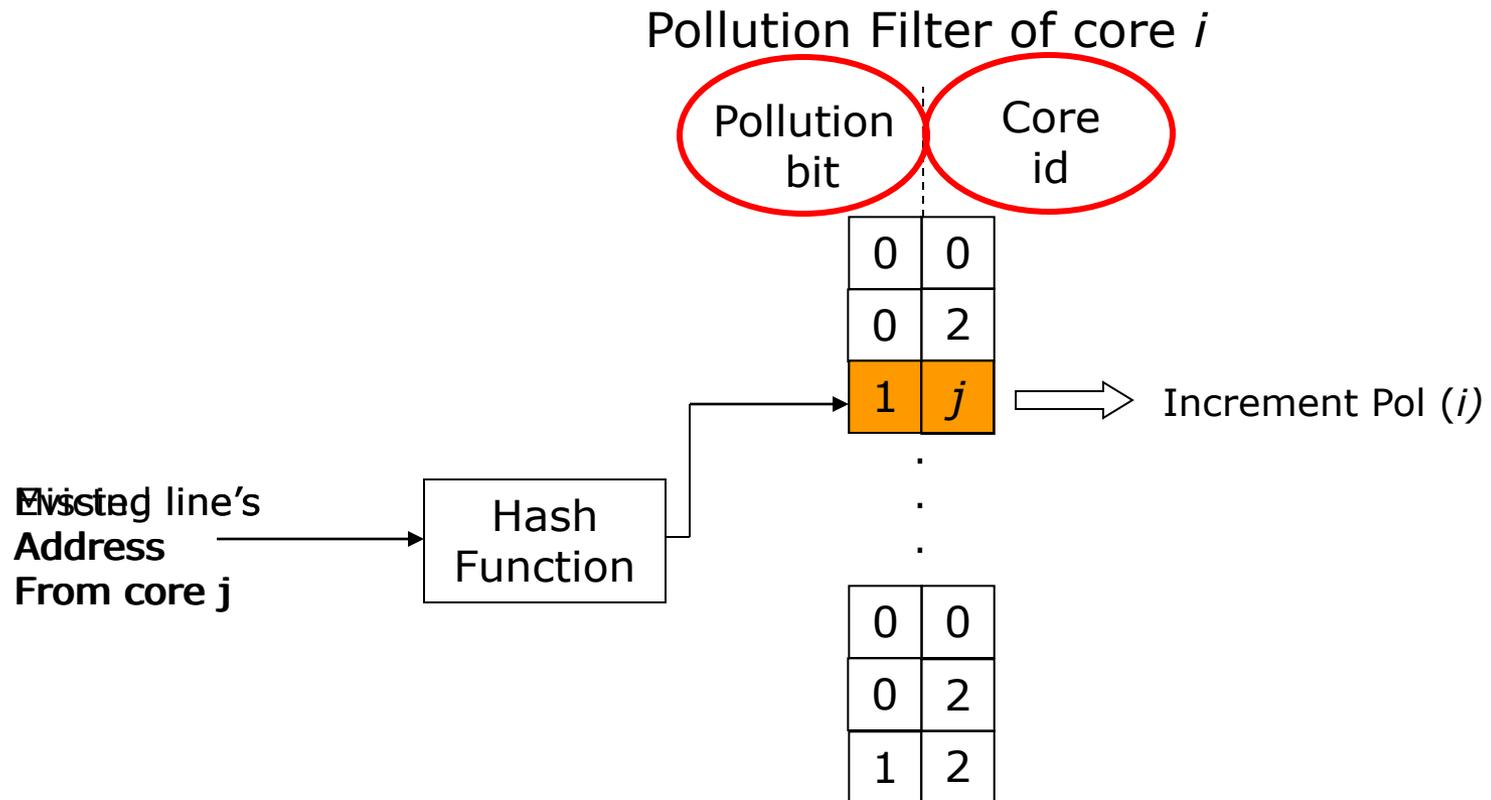 Pollution Filter of core i
Pollution
bit
Core
id
0 0
0 2
1 j
Increment Pol (i)
line's
Address
From core j
Hash
Function
.
.
.
0 0
0 2
1 2